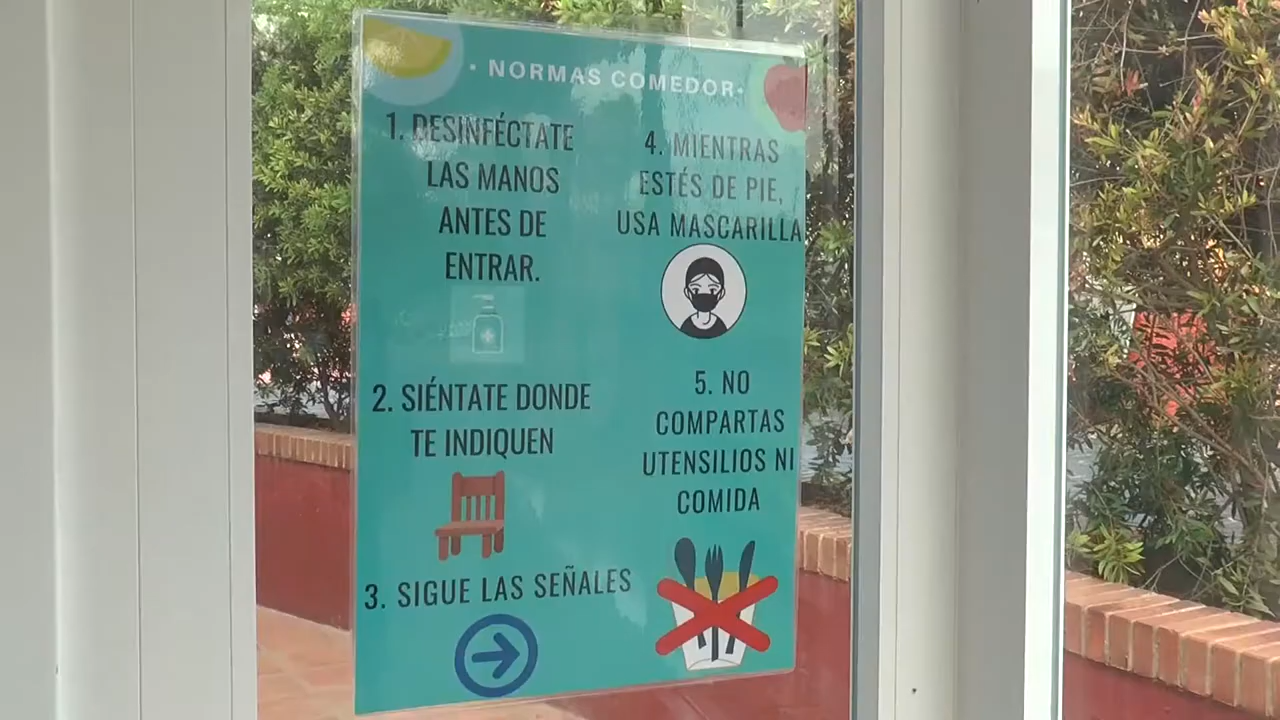 · NORMAS COMEDOR·
1. DESINFÉCTATE
LAS MANOS
ANTES DE
ENTRAR.
2. SIÉNTATE DONDE
TE INDIQUEN
3. SIGUE LAS SEÑALES
4. MIENTRAS
ESTÉS DE PIE,
USA MASCARILLA
5. NO
COMPARTAS
UTENSILIOS NI
COMIDA